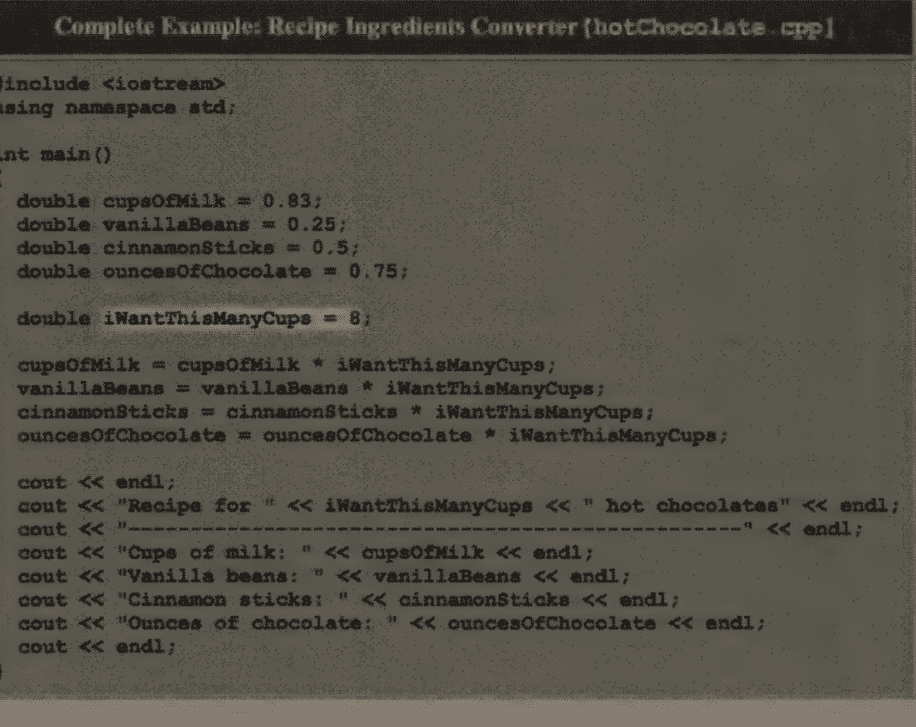 Complete Example: Recipe Ingredients Converter [hotChocolate.cpp]
#include <iostream>
using namespace std;
int main()
{
double cupsOfMilk = 0.83;
double vanillaBeans = 0.25;
double cinnamonSticks = 0.5;
double ouncesOfChocolate = 0.75;
double iWantThisManyCups = 8;
cupsOfMilk = cupsOfMilk * iWantThisManyCups;
vanillaBeans = vanillaBeans * iWantThisManyCups;
cinnamonSticks = cinnamonSticks * iWantThisManyCups;
ouncesOfChocolate = ouncesOfChocolate * iWantThisManyCups;
cout << endl;
cout << "Recipe for " << iWantThisManyCups << " hot chocolates" << endl;
cout << "--------------------------------------------------" << endl;
cout << "Cups of milk: " << cupsOfMilk << endl;
cout << "Vanilla beans: " << vanillaBeans << endl;
cout << "Cinnamon sticks: " << cinnamonSticks << endl;
cout << "Ounces of chocolate: " << ouncesOfChocolate << endl;
cout << endl;
}